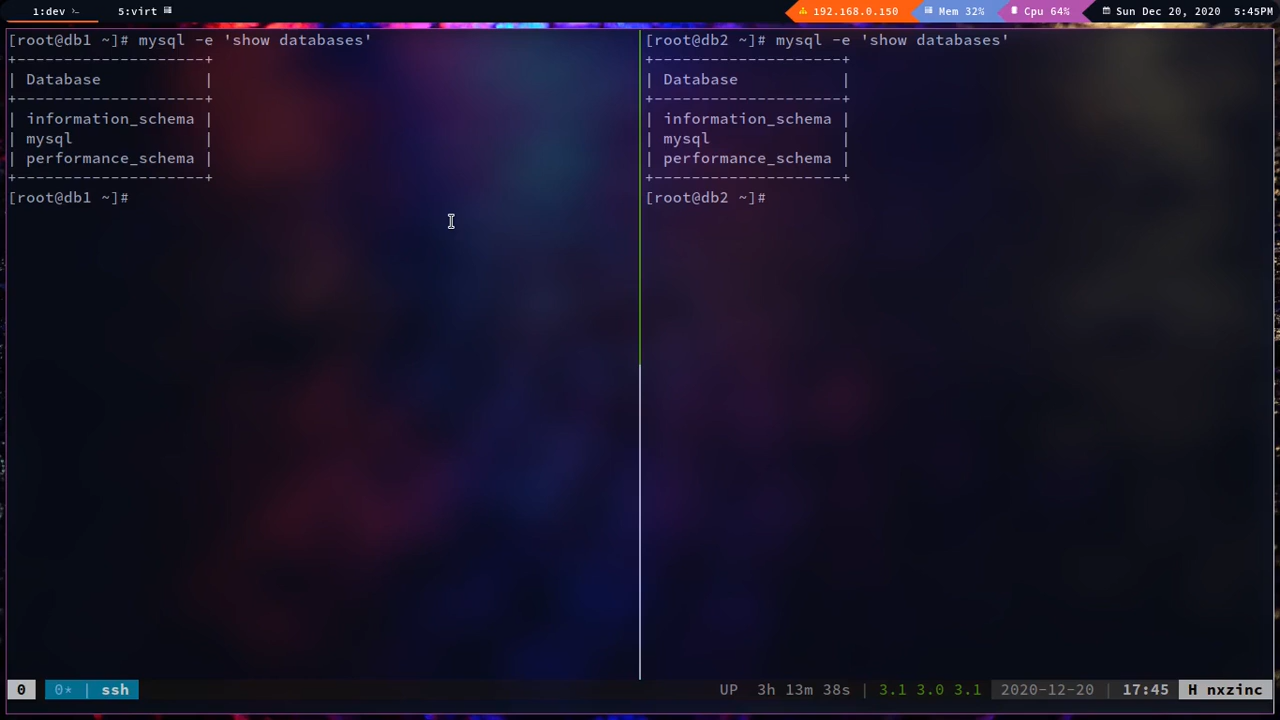 1:dev 5:virt 192.168.0.150 Mem 32% Cpu 64% Sun Dec 20, 2020 5:45PM
[root@db1 ~]# mysql -e 'show databases'
+--------------------+
| Database           |
+--------------------+
| information_schema |
| mysql              |
| performance_schema |
+--------------------+
[root@db1 ~]#
[root@db2 ~]# mysql -e 'show databases'
+--------------------+
| Database           |
+--------------------+
| information_schema |
| mysql              |
| performance_schema |
+--------------------+
[root@db2 ~]#
0 0* | ssh UP 3h 13m 38s | 3.1 3.0 3.1 2020-12-20 | 17:45 H nxzinc